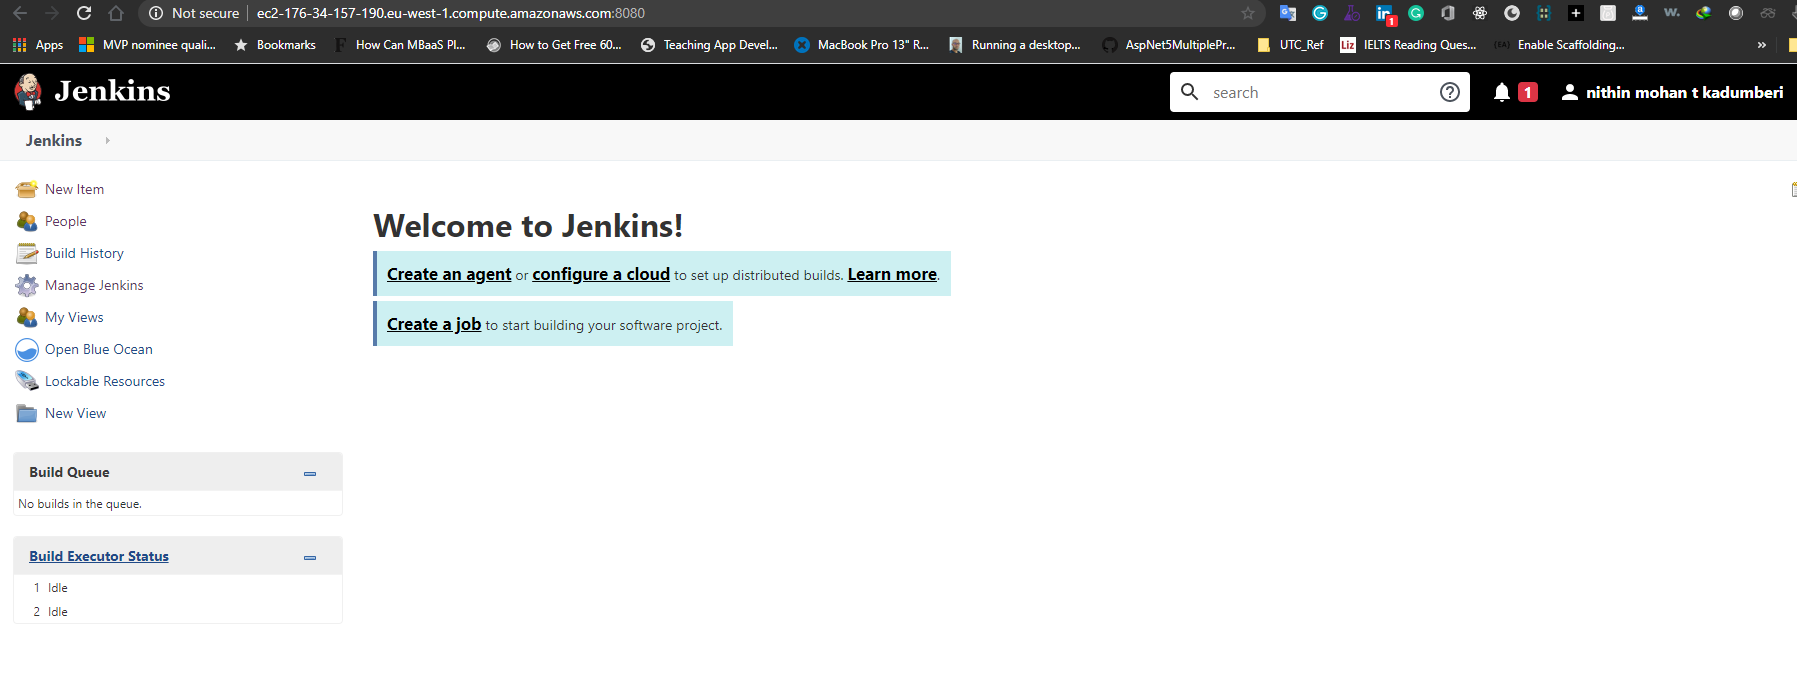 Not secure | ec2-176-34-157-190.eu-west-1.compute.amazonaws.com:8080
Apps MVP nominee quali... Bookmarks How Can MBaaS Pl... How to Get Free 60... Teaching App Devel... MacBook Pro 13" R... Running a desktop... AspNet5MultiplePr... UTC_Ref Liz IELTS Reading Ques... (EA) Enable Scaffolding... »
Jenkins search 1 nithin mohan t kadumberi
Jenkins
New Item
People
Build History
Manage Jenkins
My Views
Open Blue Ocean
Lockable Resources
New View
Welcome to Jenkins!
Create an agent or configure a cloud to set up distributed builds. Learn more.
Create a job to start building your software project.
Build Queue
No builds in the queue.
Build Executor Status
1 Idle
2 Idle